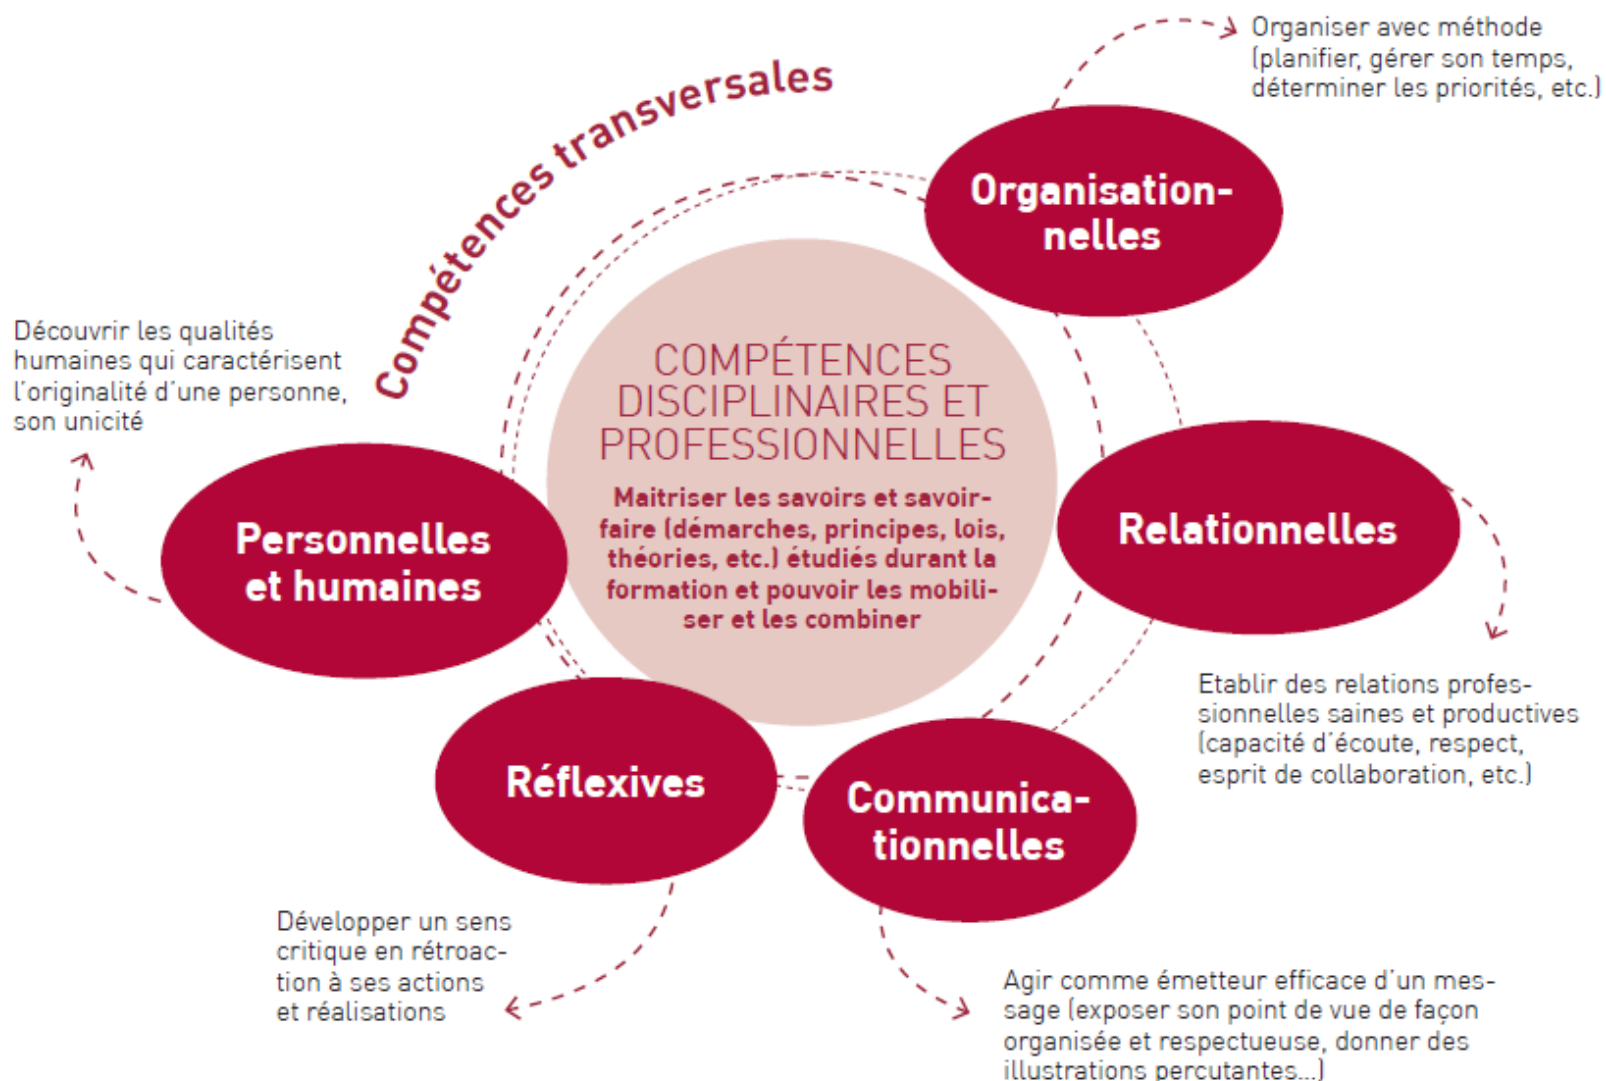 Compétences transversales
Organiser avec méthode
(planifier, gérer son temps,
déterminer les priorités, etc.)
Organisation-
nelles
Découvrir les qualités
humaines qui caractérisent
l'originalité d'une personne,
son unicité
COMPÉTENCES
DISCIPLINAIRES ET
PROFESSIONNELLES
Maitriser les savoirs et savoir-
faire (démarches, principes, lois,
théories, etc.) étudiés durant la
formation et pouvoir les mobili-
ser et les combiner
Personnelles
et humaines
Relationnelles
Etablir des relations profes-
sionnelles saines et productives
(capacité d'écoute, respect,
esprit de collaboration, etc.)
Réflexives
Communica-
tionnelles
Développer un sens
critique en rétroac-
tion à ses actions
et réalisations
Agir comme émetteur efficace d'un mes-
sage (exposer son point de vue de façon
organisée et respectueuse, donner des
illustrations percutantes...)